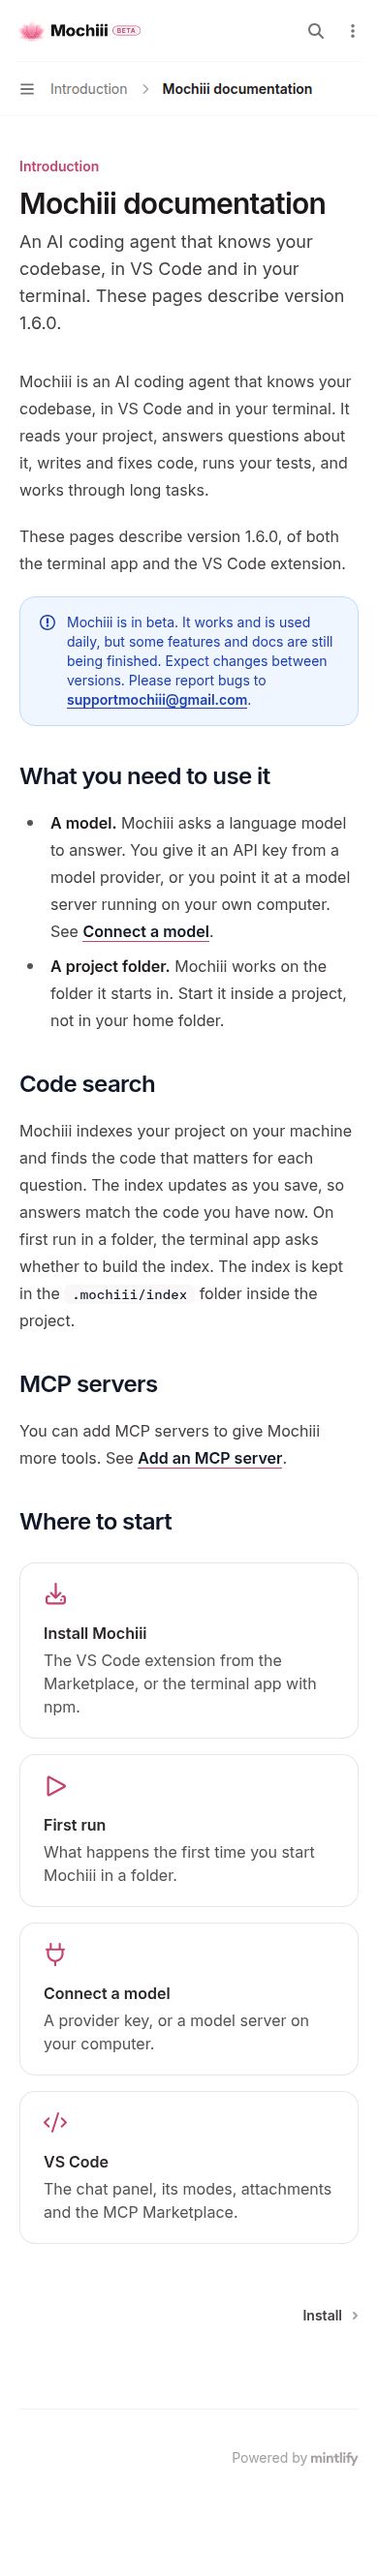 Mochiii BETA
Introduction > Mochiii documentation
Introduction
Mochiii documentation
An AI coding agent that knows your
codebase, in VS Code and in your
terminal. These pages describe version
1.6.0.
Mochiii is an AI coding agent that knows your
codebase, in VS Code and in your terminal. It
reads your project, answers questions about
it, writes and fixes code, runs your tests, and
works through long tasks.
These pages describe version 1.6.0, of both
the terminal app and the VS Code extension.
Mochiii is in beta. It works and is used
daily, but some features and docs are still
being finished. Expect changes between
versions. Please report bugs to
supportmochiii@gmail.com.
What you need to use it
• A model. Mochiii asks a language model
to answer. You give it an API key from a
model provider, or you point it at a model
server running on your own computer.
See Connect a model.
• A project folder. Mochiii works on the
folder it starts in. Start it inside a project,
not in your home folder.
Code search
Mochiii indexes your project on your machine
and finds the code that matters for each
question. The index updates as you save, so
answers match the code you have now. On
first run in a folder, the terminal app asks
whether to build the index. The index is kept
in the .mochiii/index folder inside the
project.
MCP servers
You can add MCP servers to give Mochiii
more tools. See Add an MCP server.
Where to start
Install Mochiii
The VS Code extension from the
Marketplace, or the terminal app with
npm.
First run
What happens the first time you start
Mochiii in a folder.
Connect a model
A provider key, or a model server on
your computer.
VS Code
The chat panel, its modes, attachments
and the MCP Marketplace.
Install >
Powered by mintlify